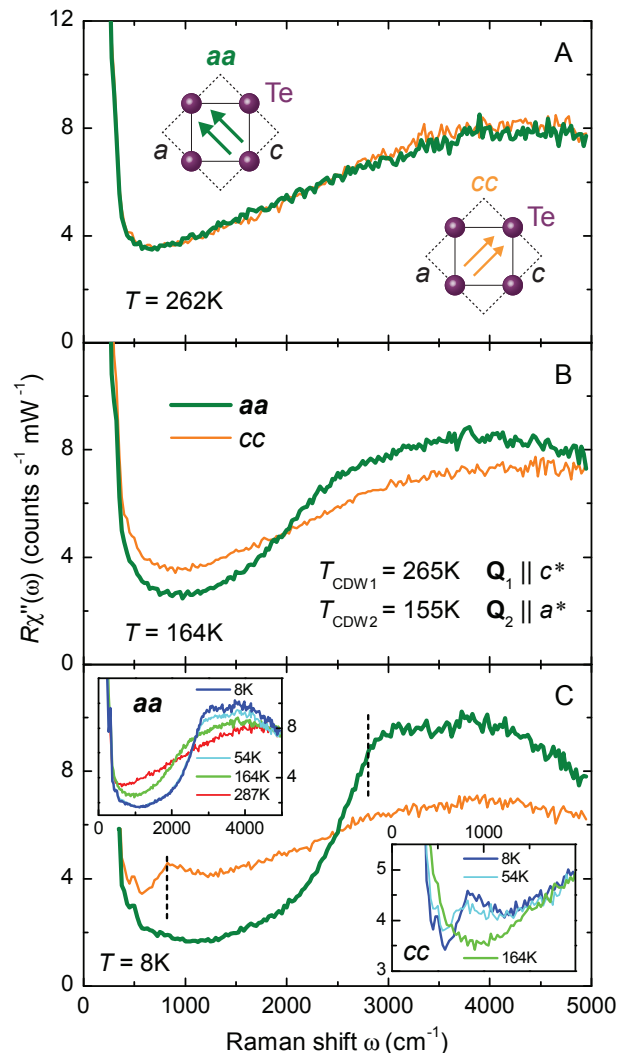 12
8
4
0
A
aa
Te
a
c
cc
Te
a
c
T = 262K
Rχ''(ω) (counts s⁻¹ mW⁻¹)
8
4
0
B
aa
cc
T_CDW1 = 265K Q₁ || c*
T_CDW2 = 155K Q₂ || a*
T = 164K
8
4
0
C
aa
8K
54K
164K
287K
8
4
0 2000 4000
0 1000
8K
54K
164K
5
4
3
cc
T = 8K
0 1000 2000 3000 4000 5000
Raman shift ω (cm⁻¹)